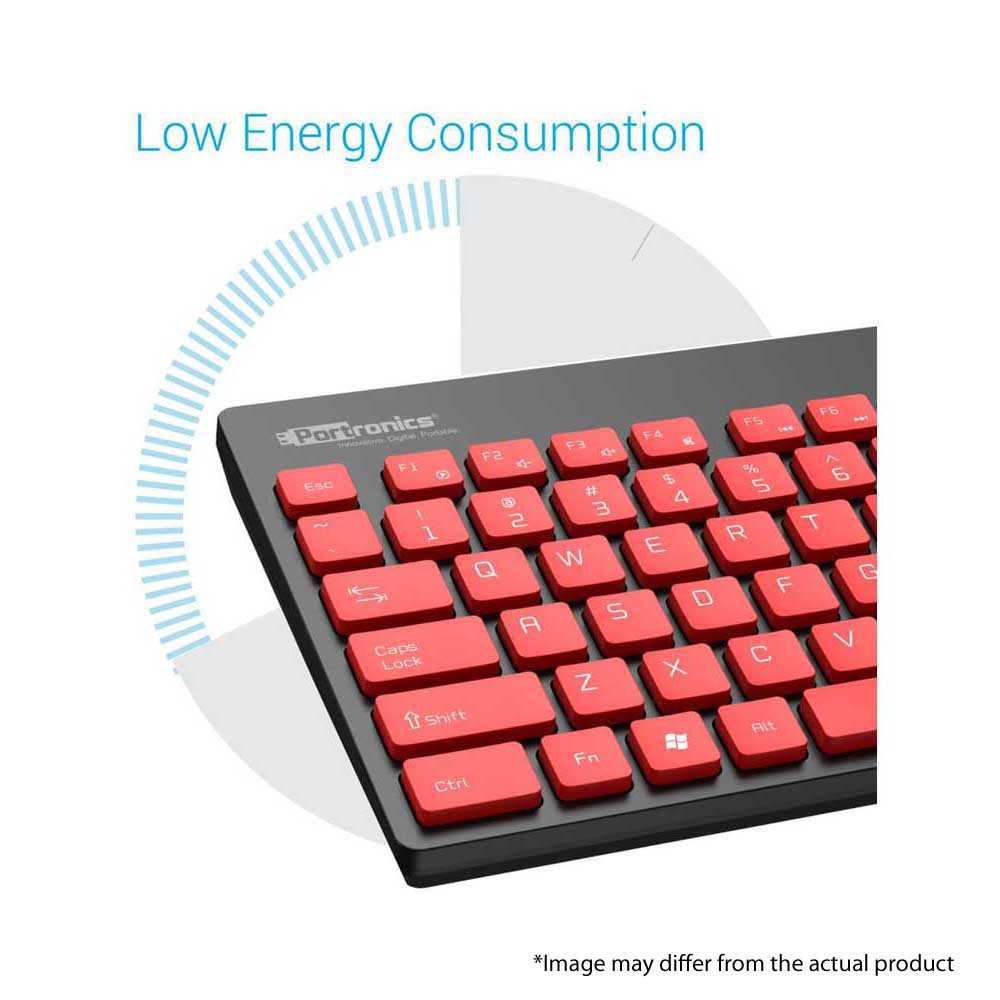 Low Energy Consumption
Portronics®
Innovative. Digital. Portable.
Esc F1 F2 F3 F4 F5 F6
~ ` ! 1 @ 2 # 3 $ 4 % 5 ^ 6
Q W E R T
Caps Lock A S D F G
Shift Z X C V
Ctrl Fn Alt
*Image may differ from the actual product